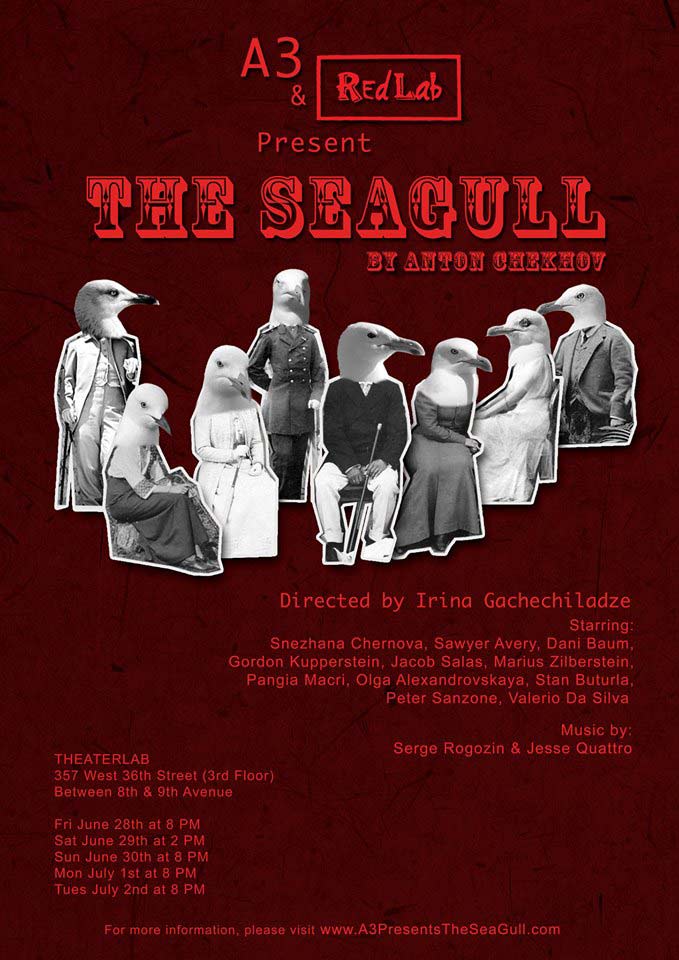 A3
&
REd LAb
Present
THE SEAGULL
BY ANTON CHEKHOV
Directed by Irina Gachechiladze
Starring:
Snezhana Chernova, Sawyer Avery, Dani Baum,
Gordon Kupperstein, Jacob Salas, Marius Zilberstein,
Pangia Macri, Olga Alexandrovskaya, Stan Buturla,
Peter Sanzone, Valerio Da Silva
Music by:
Serge Rogozin & Jesse Quattro
THEATERLAB
357 West 36th Street (3rd Floor)
Between 8th & 9th Avenue
Fri June 28th at 8 PM
Sat June 29th at 2 PM
Sun June 30th at 8 PM
Mon July 1st at 8 PM
Tues July 2nd at 8 PM
For more information, please visit www.A3PresentsTheSeaGull.com